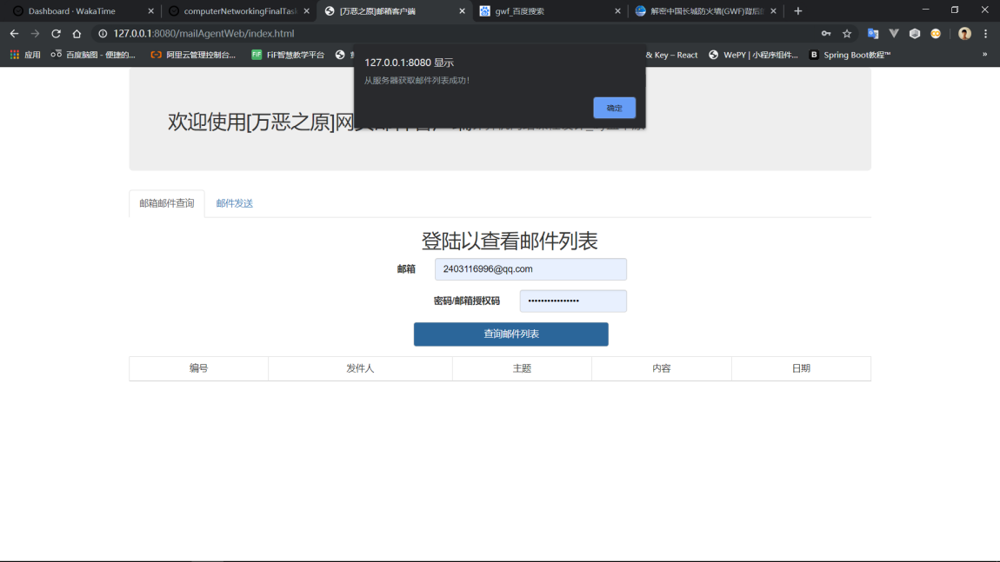 Dashboard - WakaTime
computerNetworkingFinalTask
[万恶之原]邮箱客户端
gwf_百度搜索
解密中国长城防火墙(GWF)背后的
127.0.0.1:8080/mailAgentWeb/index.html
应用
百度脑图 - 便捷的...
阿里云管理控制台...
FiF智慧教学平台
& Key – React
WePY | 小程序组件...
Spring Boot教程™
»
127.0.0.1:8080 显示
从服务器获取邮件列表成功!
确定
欢迎使用[万恶之原]网
邮箱邮件查询
邮件发送
登陆以查看邮件列表
邮箱
2403116996@qq.com
密码/邮箱授权码
••••••••••••••••
查询邮件列表
编号
发件人
主题
内容
日期